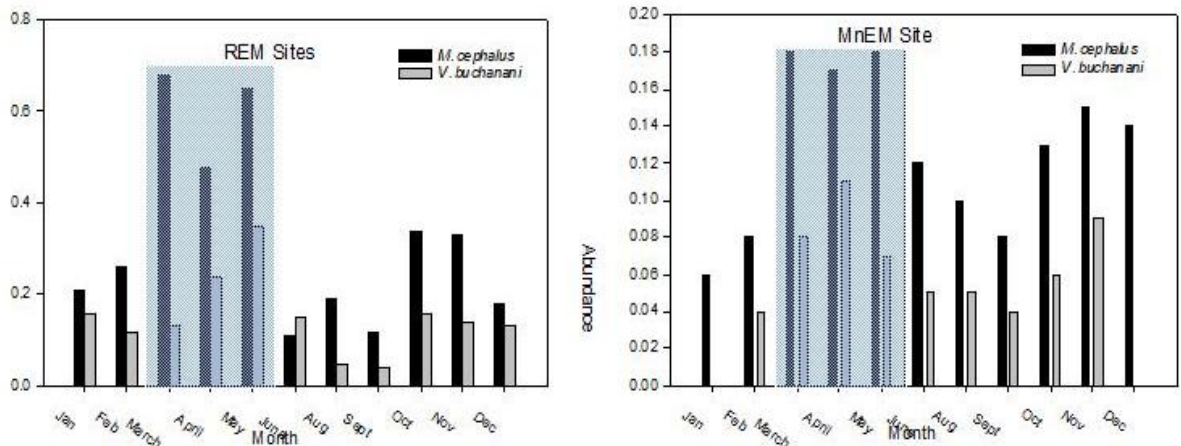 REM Sites
M. cephalus
V. buchanani
0.8
0.6
0.4
0.2
0.0
Jan
Feb
March
April
May
June
Aug
Sept
Oct
Nov
Dec
Month
MnEM Site
M. cephalus
V. buchanani
0.20
0.18
0.16
0.14
0.12
0.10
0.08
0.06
0.04
0.02
0.00
Abundance
Jan
Feb
March
April
May
June
Aug
Sept
Oct
Nov
Dec
Month